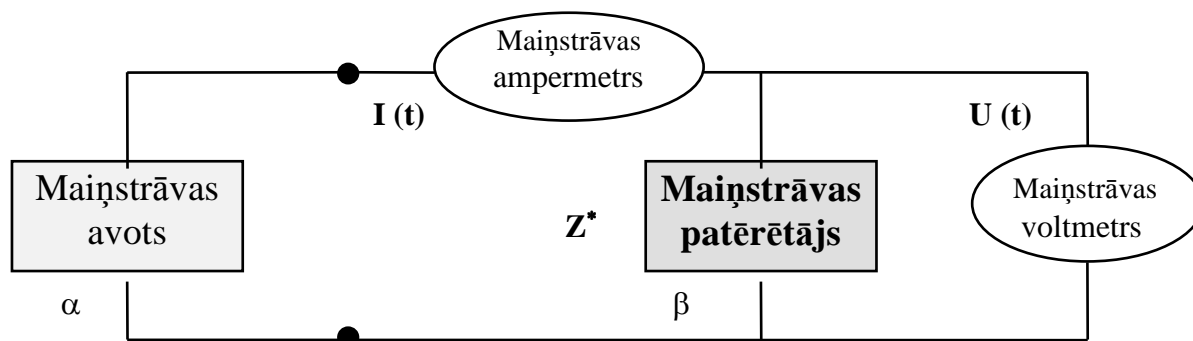 Maiņstrāvas
ampermetrs
I (t)
U (t)
Maiņstrāvas
avots
Z*
Maiņstrāvas
patērētājs
Maiņstrāvas
voltmetrs
α
β